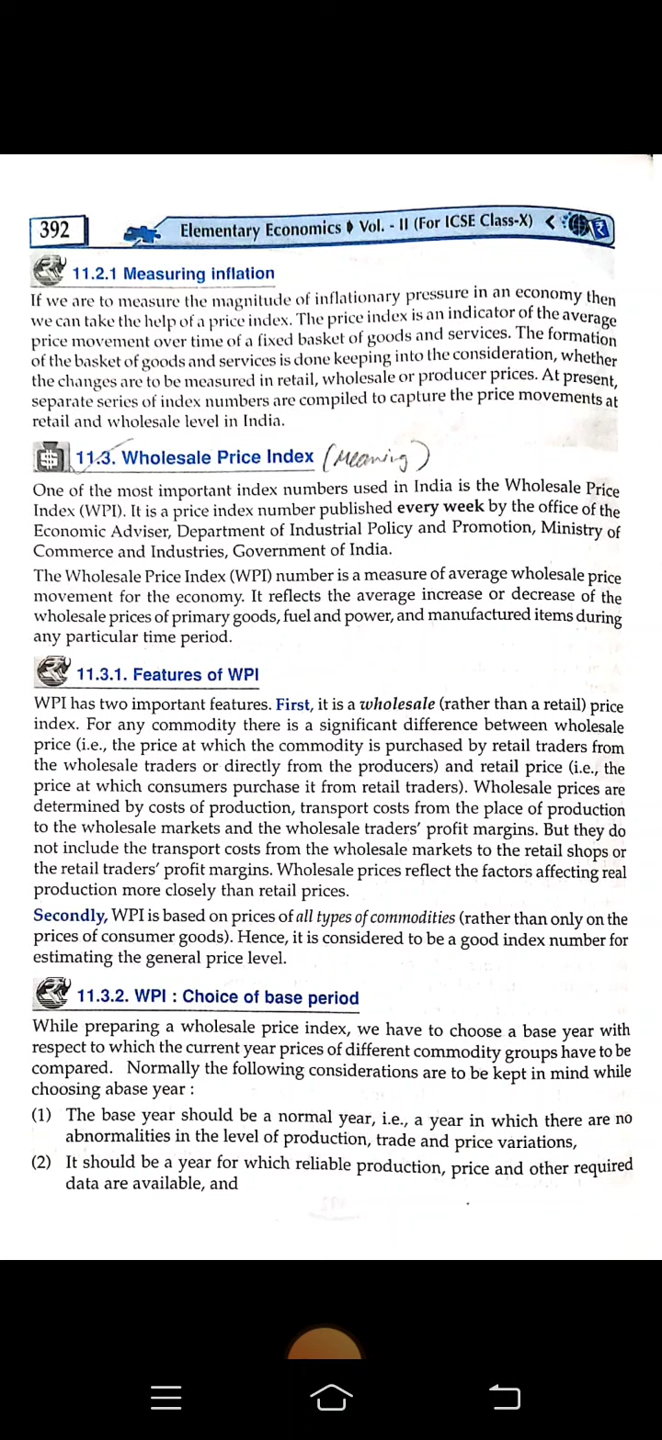 392
Elementary Economics Vol. - II (For ICSE Class-X)
11.2.1 Measuring inflation
If we are to measure the magnitude of inflationary pressure in an economy then
we can take the help of a price index. The price index is an indicator of the average
price movement over time of a fixed basket of goods and services. The formation
of the basket of goods and services is done keeping into the consideration, whether
the changes are to be measured in retail, wholesale or producer prices. At present,
separate series of index numbers are compiled to capture the price movements at
retail and wholesale level in India.
11.3. Wholesale Price Index (Meaning)
One of the most important index numbers used in India is the Wholesale Price
Index (WPI). It is a price index number published every week by the office of the
Economic Adviser, Department of Industrial Policy and Promotion, Ministry of
Commerce and Industries, Government of India.
The Wholesale Price Index (WPI) number is a measure of average wholesale price
movement for the economy. It reflects the average increase or decrease of the
wholesale prices of primary goods, fuel and power, and manufactured items during
any particular time period.
11.3.1. Features of WPI
WPI has two important features. First, it is a wholesale (rather than a retail) price
index. For any commodity there is a significant difference between wholesale
price (i.e., the price at which the commodity is purchased by retail traders from
the wholesale traders or directly from the producers) and retail price (i.e., the
price at which consumers purchase it from retail traders). Wholesale prices are
determined by costs of production, transport costs from the place of production
to the wholesale markets and the wholesale traders' profit margins. But they do
not include the transport costs from the wholesale markets to the retail shops or
the retail traders' profit margins. Wholesale prices reflect the factors affecting real
production more closely than retail prices.
Secondly, WPI is based on prices of all types of commodities (rather than only on the
prices of consumer goods). Hence, it is considered to be a good index number for
estimating the general price level.
11.3.2. WPI : Choice of base period
While preparing a wholesale price index, we have to choose a base year with
respect to which the current year prices of different commodity groups have to be
compared. Normally the following considerations are to be kept in mind while
choosing abase year :
(1) The base year should be a normal year, i.e., a year in which there are no
abnormalities in the level of production, trade and price variations,
(2) It should be a year for which reliable production, price and other required
data are available, and